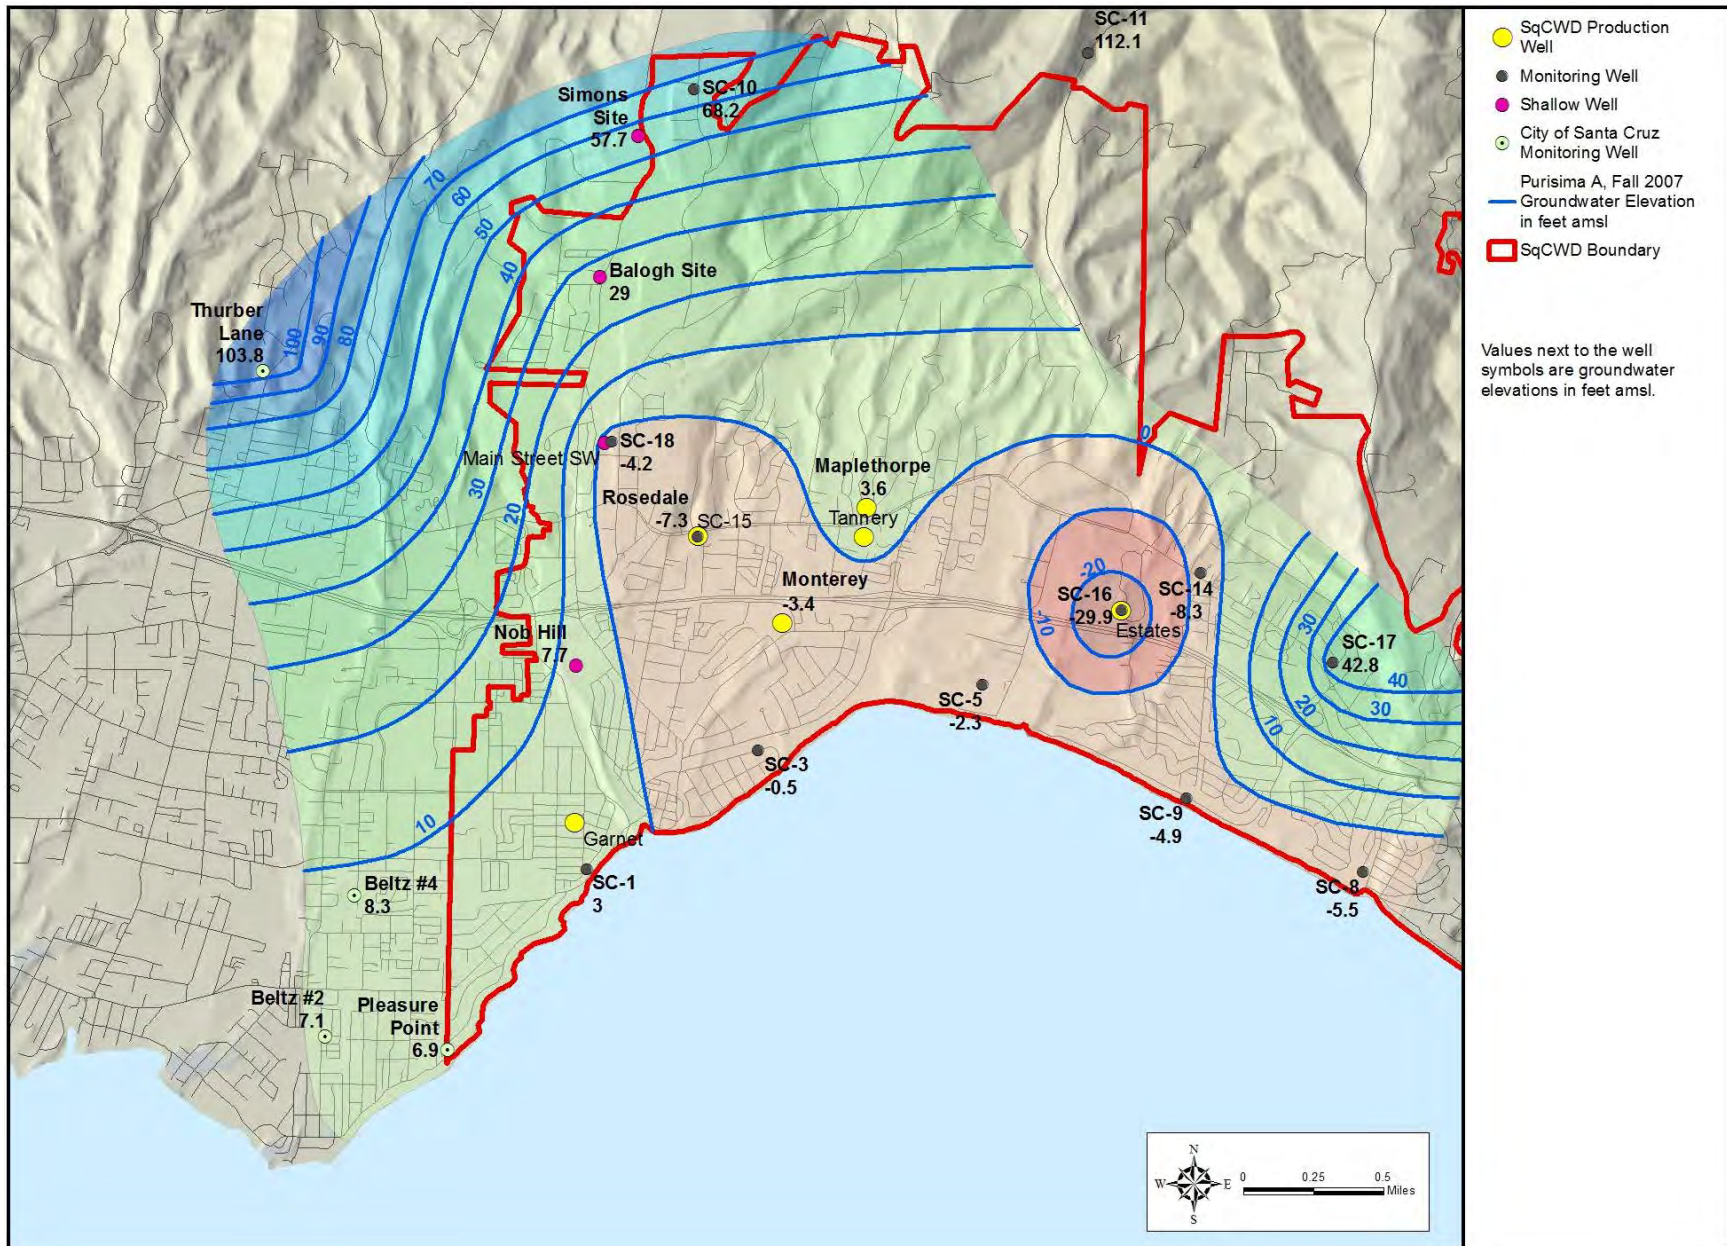 SC-11
112.1
SC-10
68.2
Simons
Site
57.7
70
60
50
40
30
20
10
100
90
80
Thurber
Lane
103.8
Balogh Site
29
SC-18
-4.2
Main Street SW
Rosedale
-7.3
SC-15
Maplethorpe
3.6
Tannery
0
Monterey
-3.4
-20
-10
SC-16
-29.9
Estates
SC-14
-8.3
30
20
10
SC-17
42.8
40
30
Nob Hill
7.7
SC-5
-2.3
SC-3
-0.5
SC-9
-4.9
SC-8
-5.5
Garnet
SC-1
3
Beltz #4
8.3
Beltz #2
7.1
Pleasure
Point
6.9
N
W
E
S
0
0.25
0.5
Miles
SqCWD Production
Well
Monitoring Well
Shallow Well
City of Santa Cruz
Monitoring Well
Purisima A, Fall 2007
Groundwater Elevation
in feet amsl
SqCWD Boundary
Values next to the well
symbols are groundwater
elevations in feet amsl.